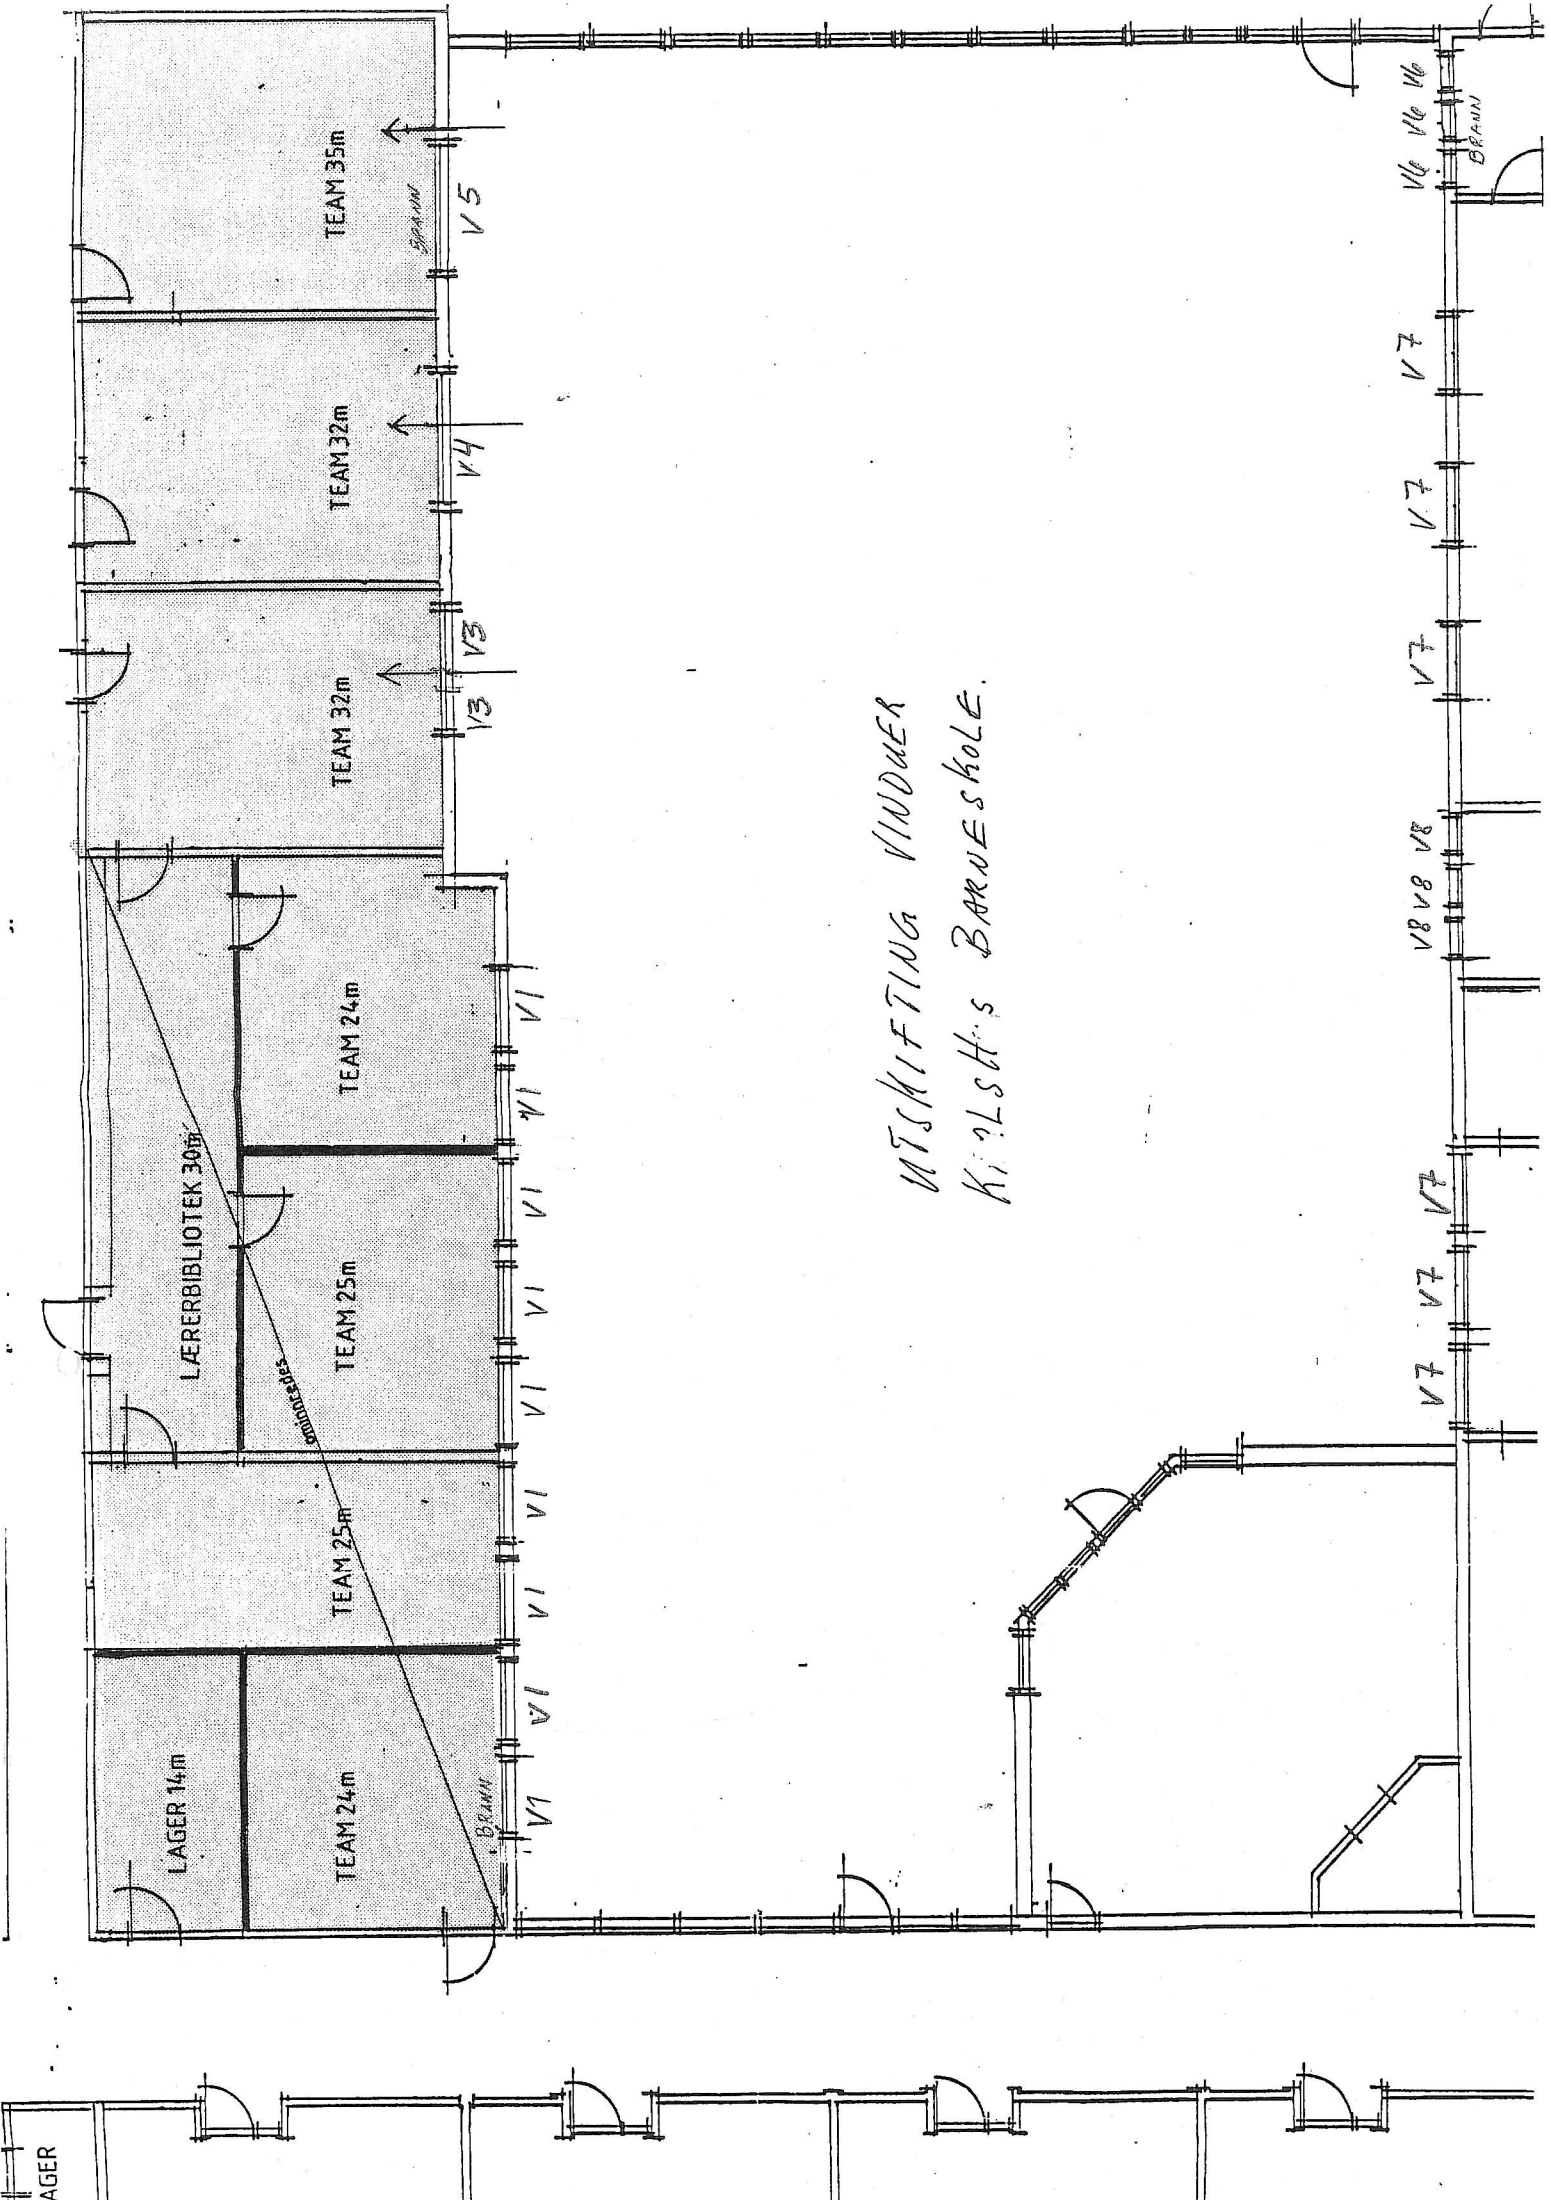 AGER
LAGER 14m
LÆRERBIBLIOTEK 30m
ominnredes
TEAM 24m
TEAM 25m
TEAM 25m
TEAM 24m
TEAM 32m
TEAM 32m
TEAM 35m
BRANN
V3 V3
V4
V5
BRANN
V1 V1 V1 V1 V1 V1 V1 V1 V1
UTSKIFTING VINDUER
BARNESKOLE.
V7 V7 V7 V8 V8 V8 V7 V7 V7 V6 V6 V6
BRANN